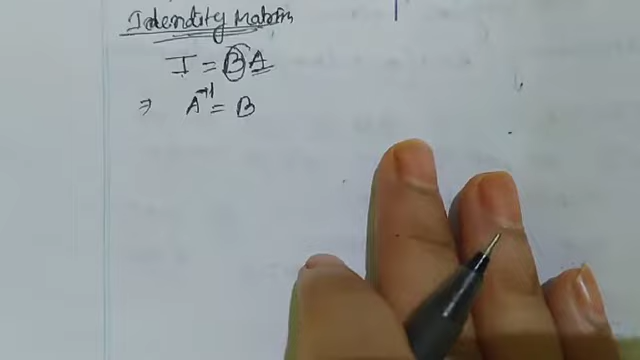 Identity Matrix
I = BA
⇒ A⁻¹ = B